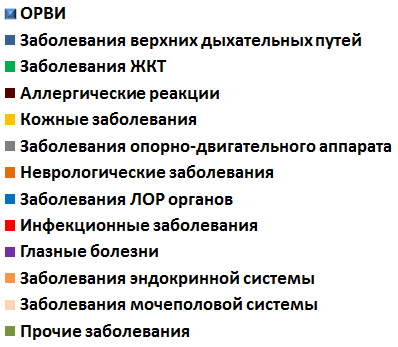 ОРВИ
Заболевания верхних дыхательных путей
Заболевания ЖКТ
Аллергические реакции
Кожные заболевания
Заболевания опорно-двигательного аппарата
Неврологические заболевания
Заболевания ЛОР органов
Инфекционные заболевания
Глазные болезни
Заболевания эндокринной системы
Заболевания мочеполовой системы
Прочие заболевания